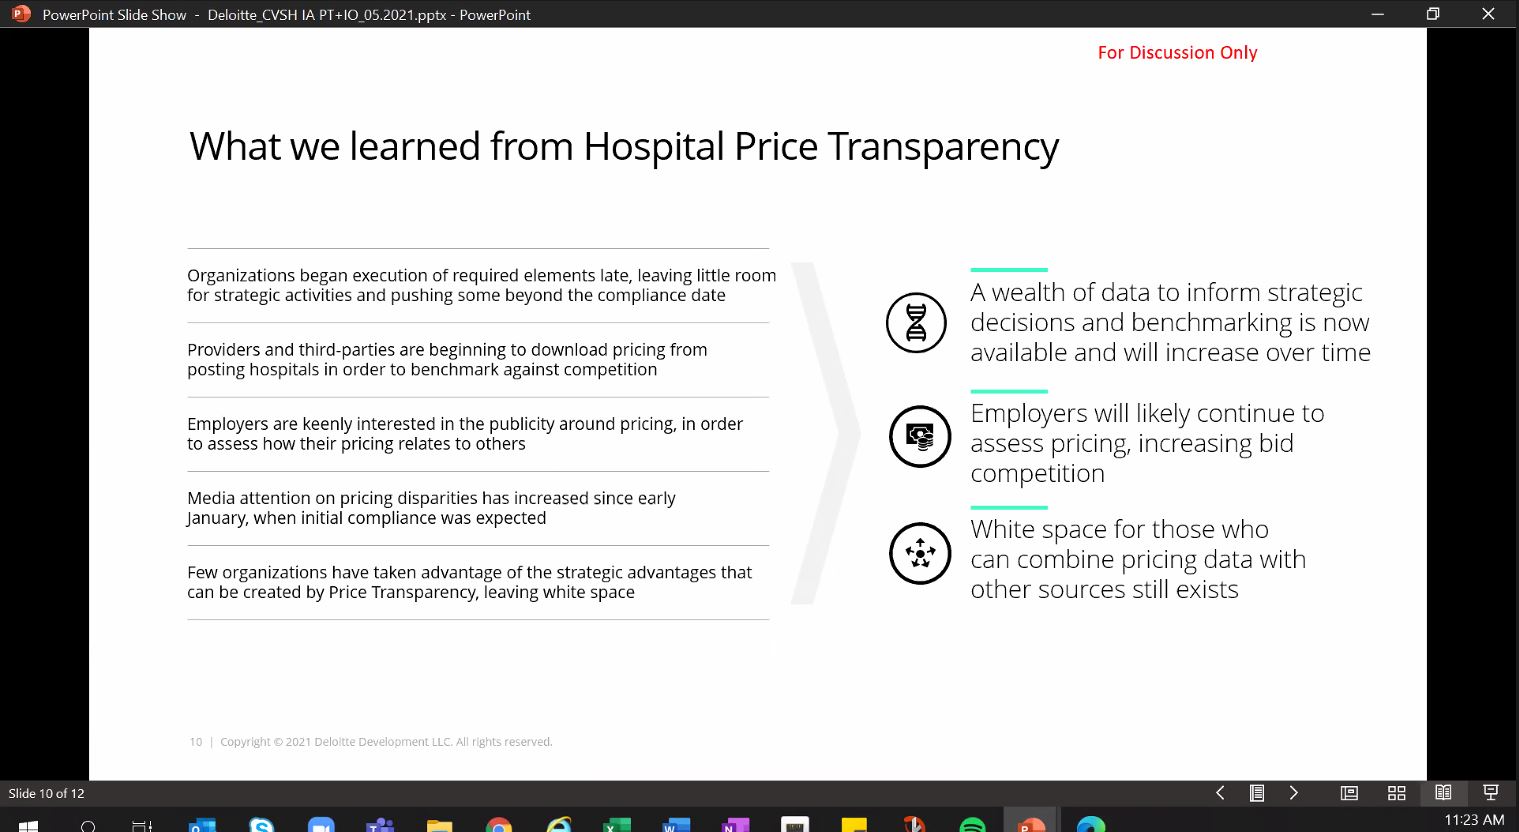 PowerPoint Slide Show - Deloitte_CVSH IA PT+IO_05.2021.pptx - PowerPoint
For Discussion Only
What we learned from Hospital Price Transparency
Organizations began execution of required elements late, leaving little room
for strategic activities and pushing some beyond the compliance date
Providers and third-parties are beginning to download pricing from
posting hospitals in order to benchmark against competition
Employers are keenly interested in the publicity around pricing, in order
to assess how their pricing relates to others
Media attention on pricing disparities has increased since early
January, when initial compliance was expected
Few organizations have taken advantage of the strategic advantages that
can be created by Price Transparency, leaving white space
A wealth of data to inform strategic
decisions and benchmarking is now
available and will increase over time
Employers will likely continue to
assess pricing, increasing bid
competition
White space for those who
can combine pricing data with
other sources still exists
10 | Copyright © 2021 Deloitte Development LLC. All rights reserved.
Slide 10 of 12
11:23 AM